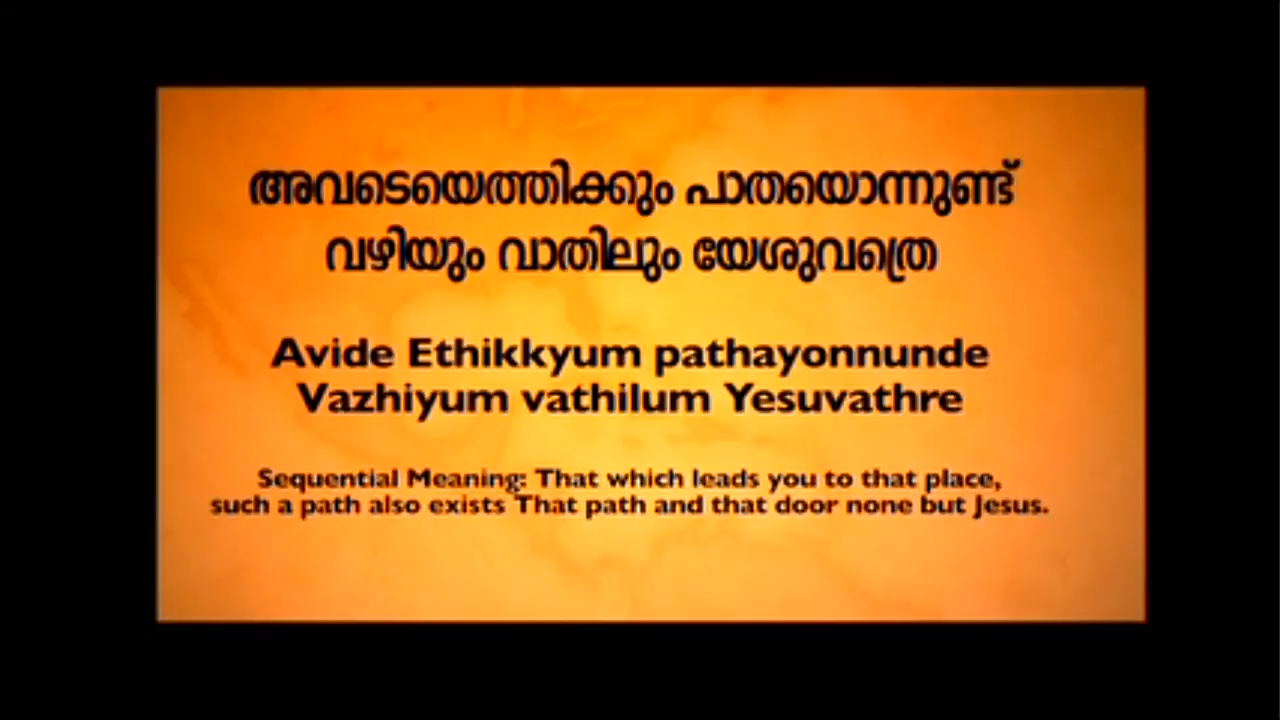 അവടെയെത്തിക്കും പാതയൊന്നുണ്ട്
വഴിയും വാതിലും യേശുവത്രെ
Avide Ethikkyum pathayonnunde
Vazhiyum vathilum Yesuvathre
Sequential Meaning: That which leads you to that place,
such a path also exists That path and that door none but Jesus.